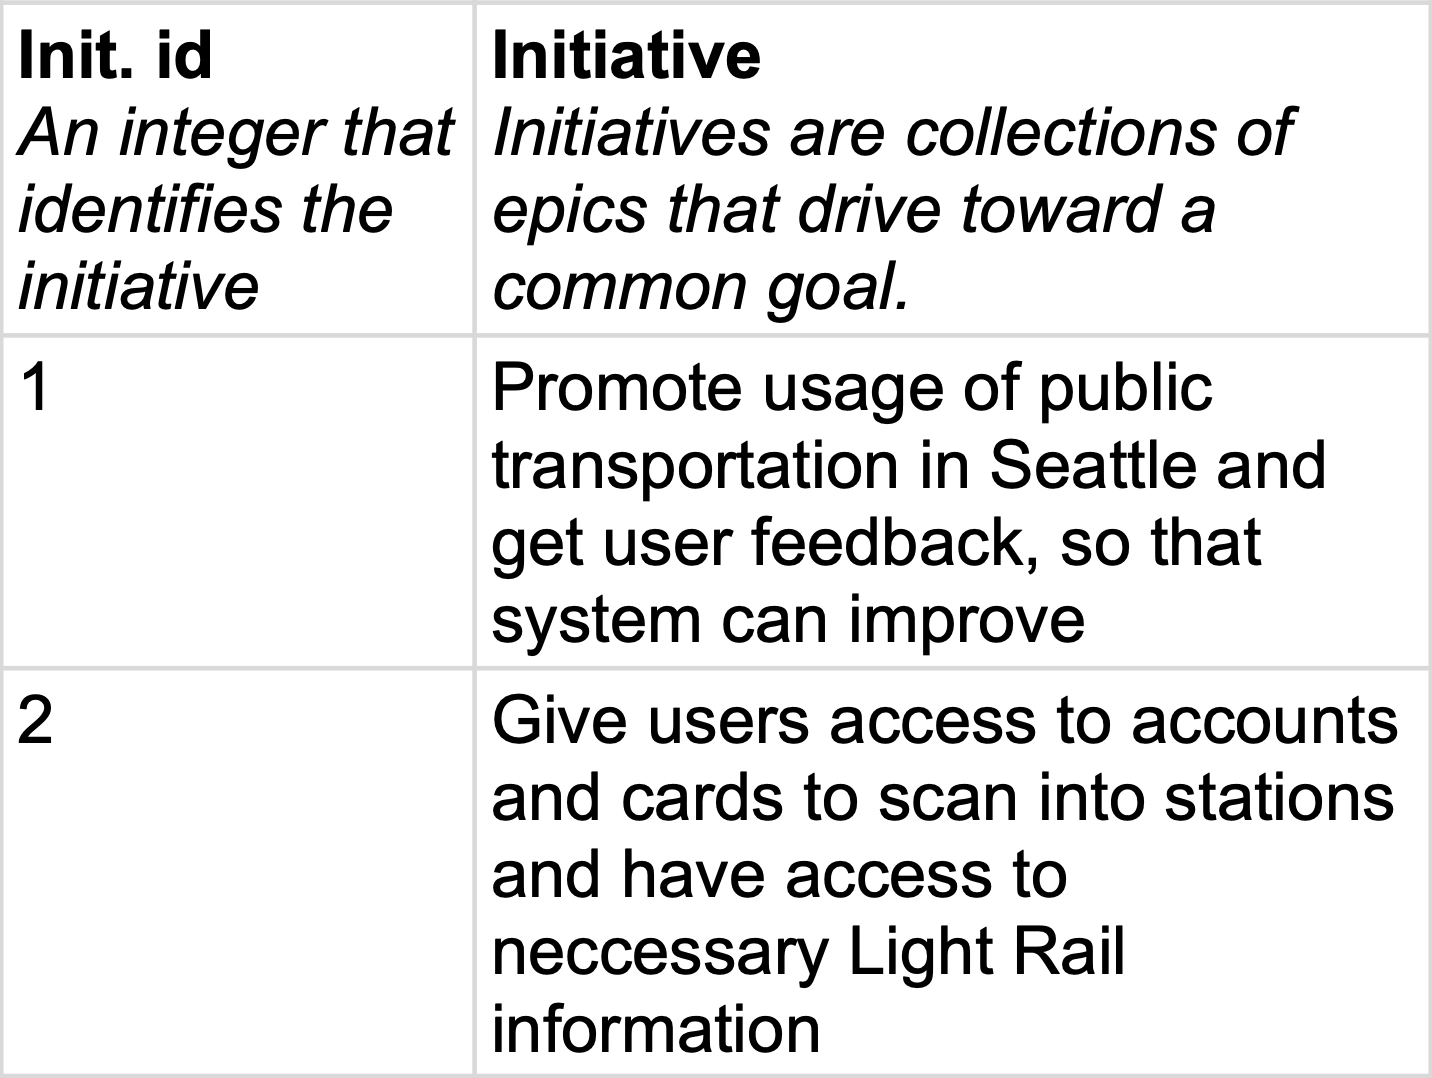 Init. id
An integer that
identifies the
initiative
Initiative
Initiatives are collections of
epics that drive toward a
common goal.
1
Promote usage of public
transportation in Seattle and
get user feedback, so that
system can improve
2
Give users access to accounts
and cards to scan into stations
and have access to
neccessary Light Rail
information